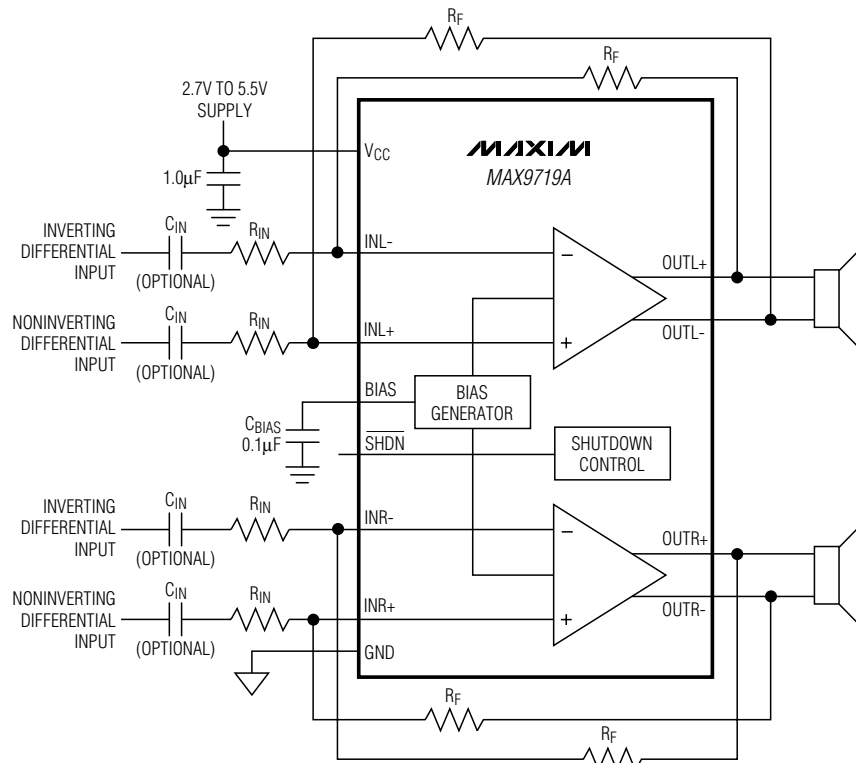 RF
RF
2.7V TO 5.5V
SUPPLY
VCC
MAXIM
MAX9719A
1.0µF
INVERTING
DIFFERENTIAL
INPUT
CIN
(OPTIONAL)
RIN
INL-
−
OUTL+
NONINVERTING
DIFFERENTIAL
INPUT
CIN
(OPTIONAL)
RIN
INL+
+
OUTL-
BIAS
BIAS
GENERATOR
CBIAS
0.1µF
SHDN
SHUTDOWN
CONTROL
INVERTING
DIFFERENTIAL
INPUT
CIN
(OPTIONAL)
RIN
INR-
−
OUTR+
NONINVERTING
DIFFERENTIAL
INPUT
CIN
(OPTIONAL)
RIN
INR+
+
OUTR-
GND
RF
RF